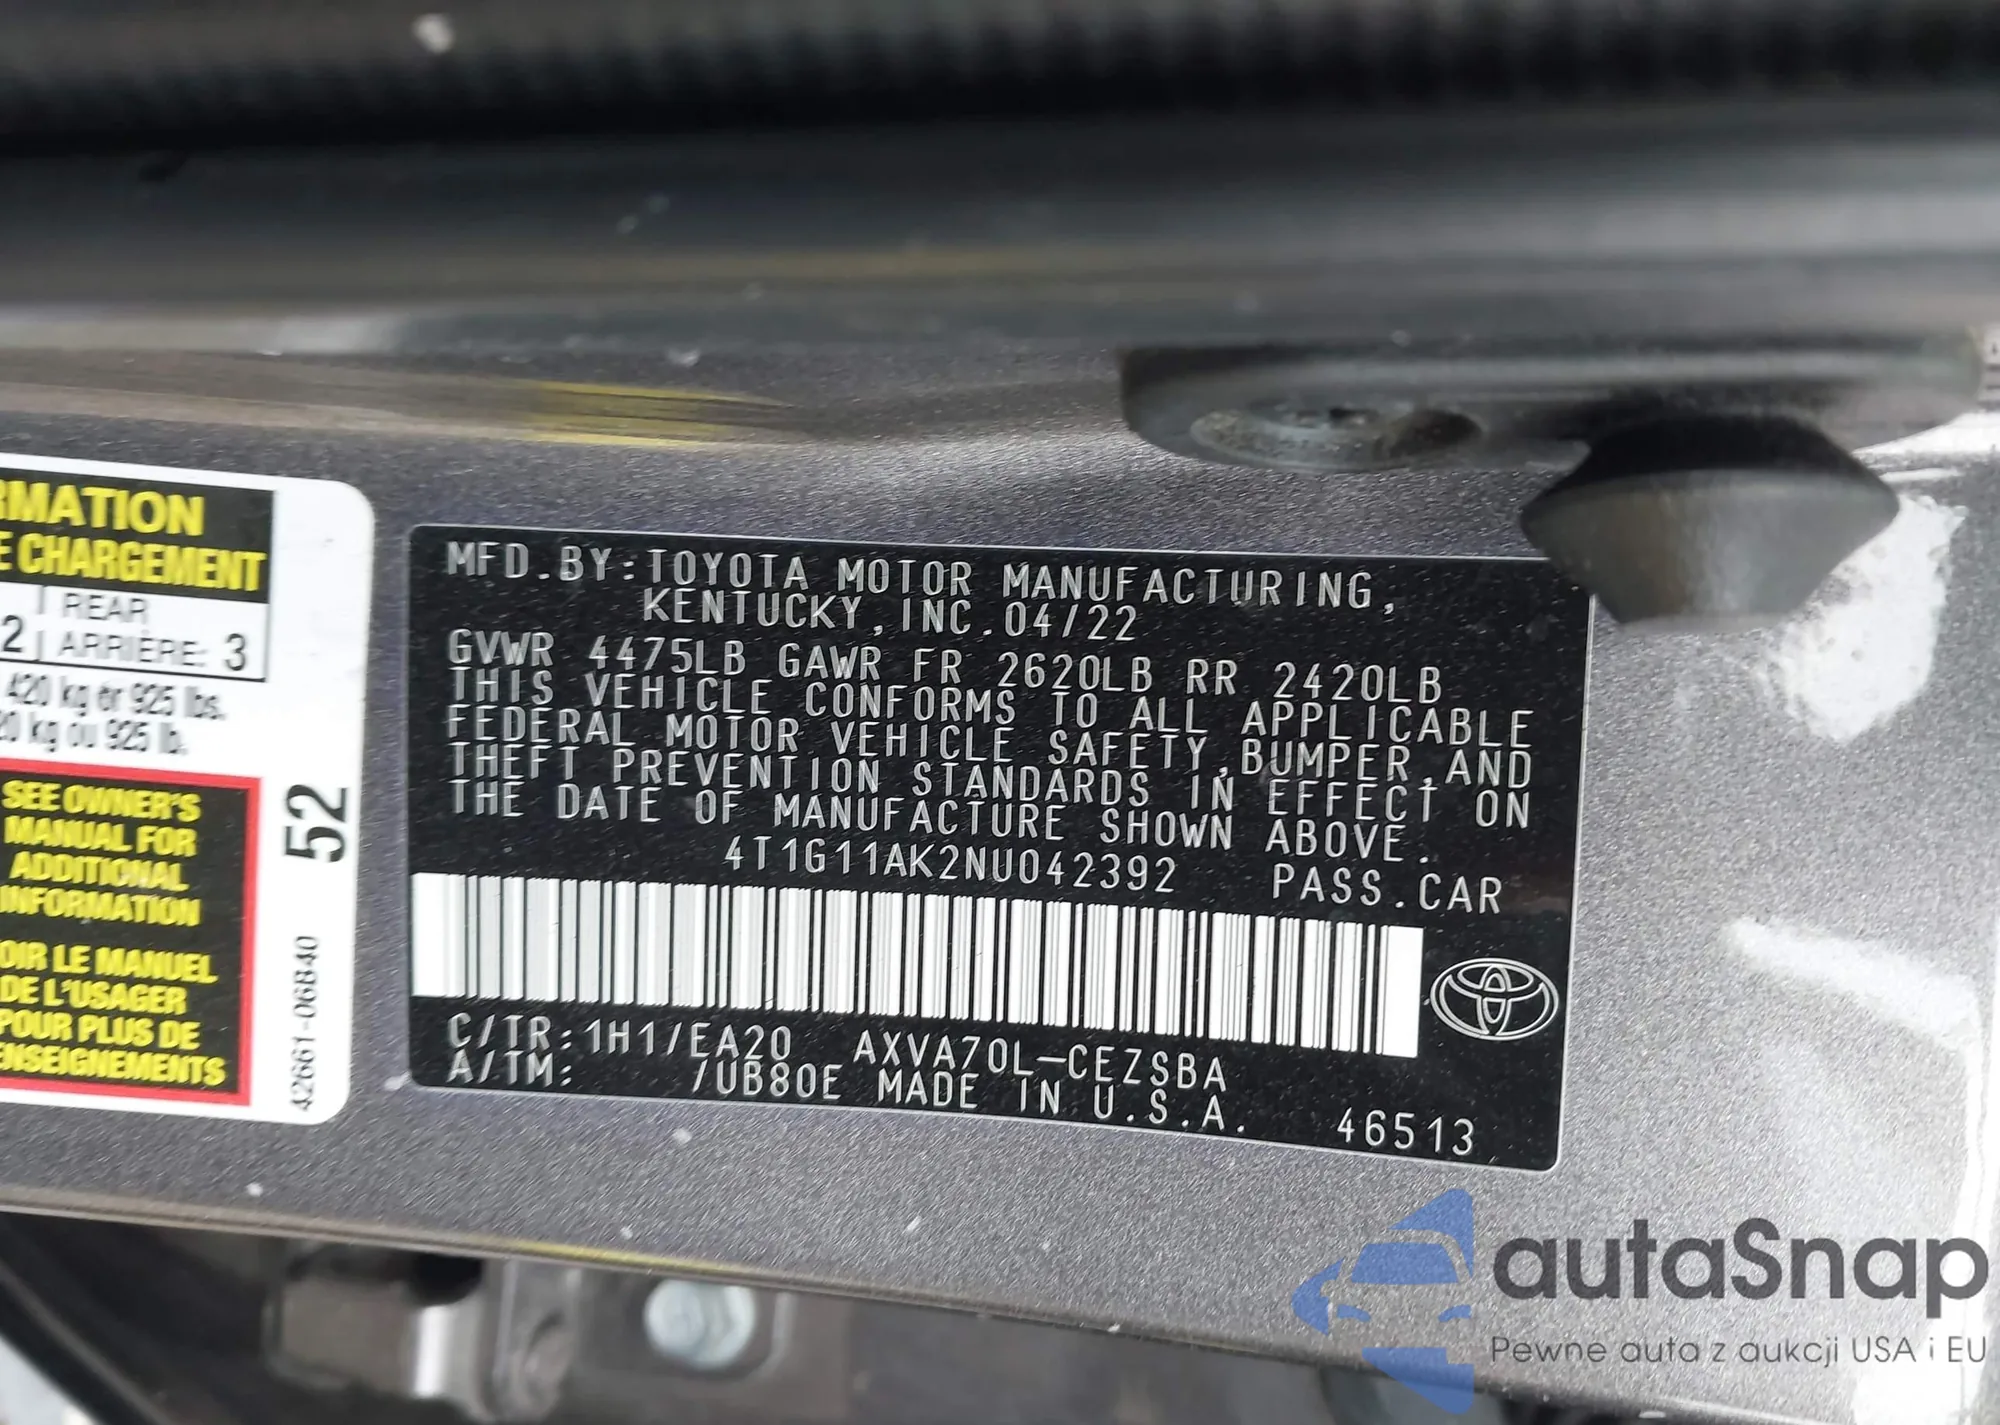 RMATION
E CHARGEMENT
REAR
2 ARRIÈRE: 3
420 kg or 925 lbs.
20 kg ou 925 lb.
SEE OWNER'S
MANUAL FOR
ADDITIONAL
INFORMATION
OIR LE MANUEL
DE L'USAGER
POUR PLUS DE
ENSEIGNEMENTS
52
42661-06B40
MFD.BY:TOYOTA MOTOR MANUFACTURING,
KENTUCKY,INC.04/22
GVWR 4475LB GAWR FR 2620LB RR 2420LB
THIS VEHICLE CONFORMS TO ALL APPLICABLE
FEDERAL MOTOR VEHICLE SAFETY,BUMPER,AND
THEFT PREVENTION STANDARDS IN EFFECT ON
THE DATE OF MANUFACTURE SHOWN ABOVE.
4T1G11AK2NU042392 PASS.CAR
C/TR:1H1/EA20 AXVA70L-CEZSBA
A/TM: /UB80E MADE IN U.S.A.
46513
autaSnap
Pewne auta z aukcji USA i EU